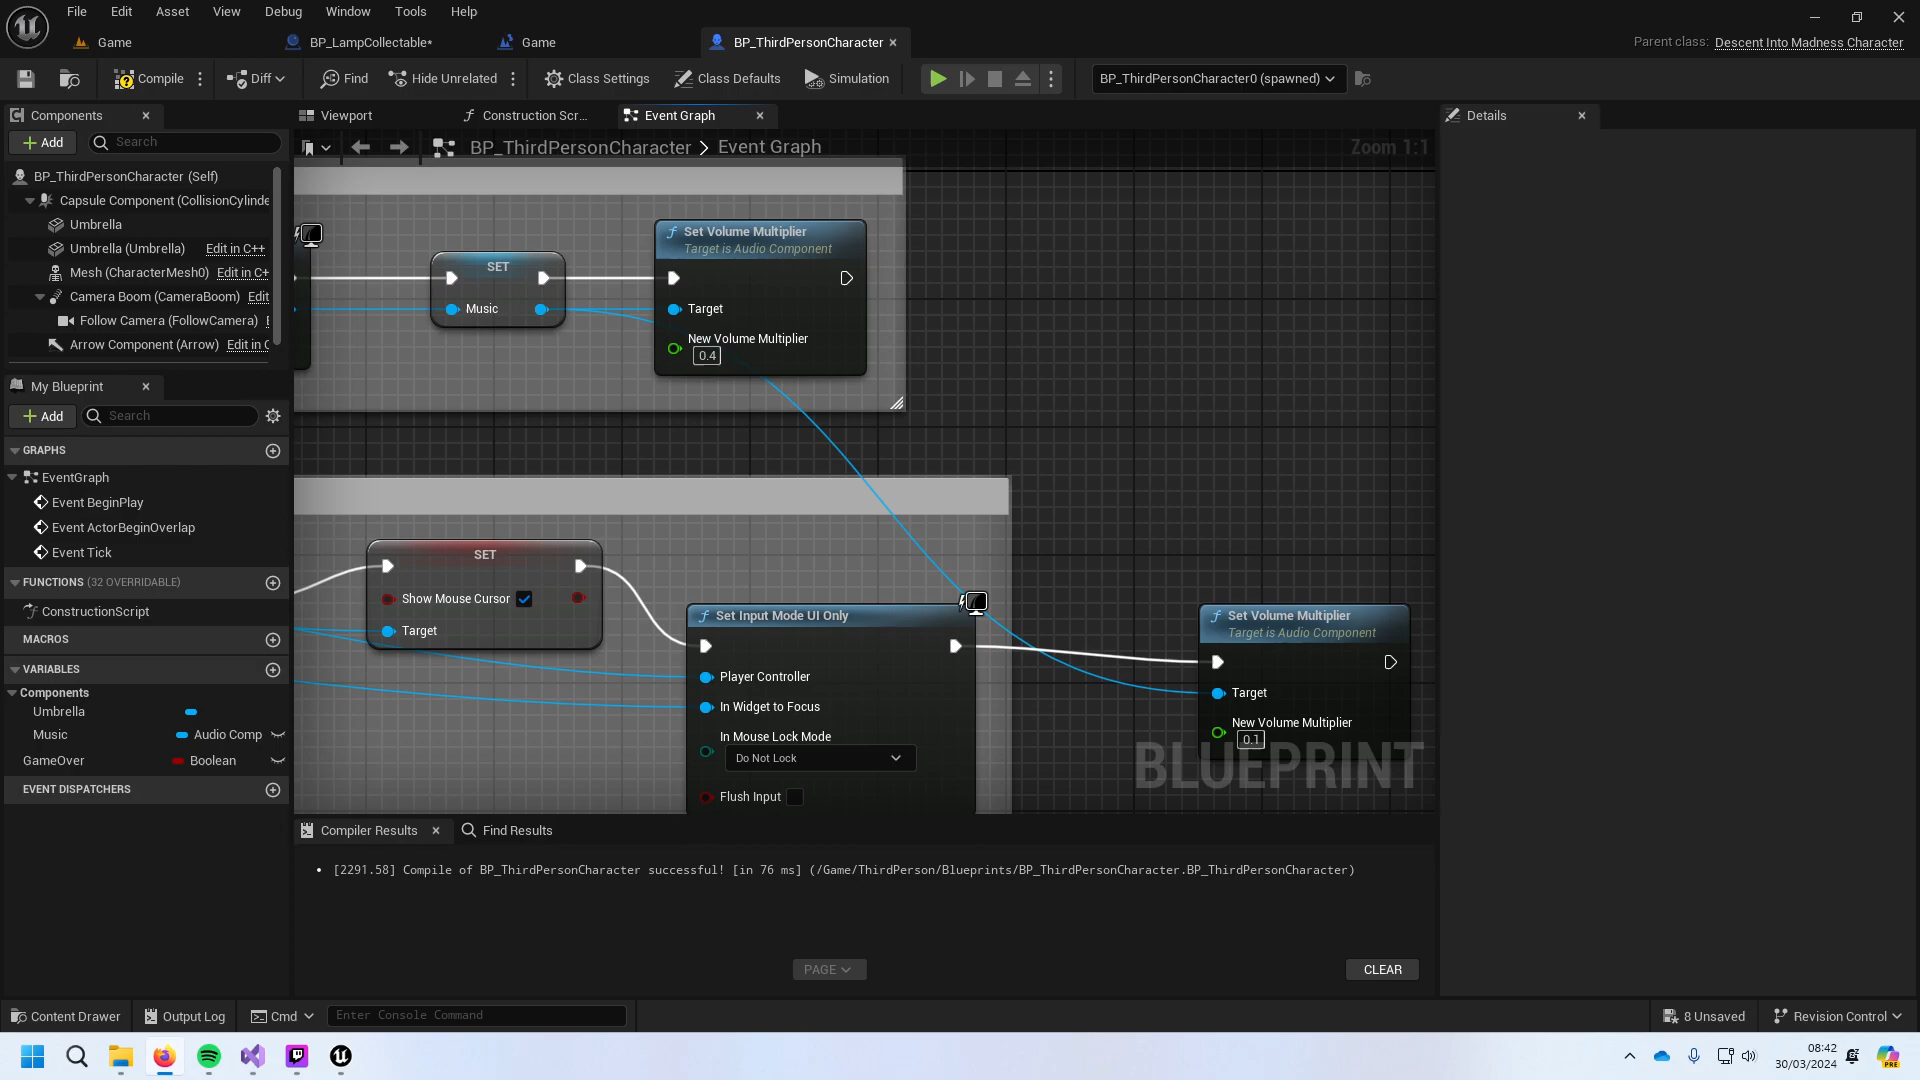 File Edit Asset View Debug Window Tools Help
Game BP_LampCollectable* Game BP_ThirdPersonCharacter
Parent class: Descent Into Madness Character
Compile Diff Find Hide Unrelated Class Settings Class Defaults Simulation BP_ThirdPersonCharacter0 (spawned)
Components Viewport Construction Scr... Event Graph Details
Add Search
BP_ThirdPersonCharacter > Event Graph Zoom 1:1
BP_ThirdPersonCharacter (Self)
Capsule Component (CollisionCylinde
Umbrella
Umbrella (Umbrella) Edit in C++
Mesh (CharacterMesh0) Edit in C+
Camera Boom (CameraBoom) Edit
Follow Camera (FollowCamera)
Arrow Component (Arrow) Edit in C
My Blueprint
Add Search
GRAPHS
EventGraph
Event BeginPlay
Event ActorBeginOverlap
Event Tick
FUNCTIONS (32 OVERRIDABLE)
ConstructionScript
MACROS
VARIABLES
Components
Umbrella
Music Audio Comp
GameOver Boolean
EVENT DISPATCHERS
SET
Music
Set Volume Multiplier
Target is Audio Component
Target
New Volume Multiplier
0.4
SET
Show Mouse Cursor
Target
Set Input Mode UI Only
Player Controller
In Widget to Focus
In Mouse Lock Mode
Do Not Lock
Flush Input
Set Volume Multiplier
Target is Audio Component
Target
New Volume Multiplier
0.1
BLUEPRINT
Compiler Results Find Results
[2291.58] Compile of BP_ThirdPersonCharacter successful! [in 76 ms] (/Game/ThirdPerson/Blueprints/BP_ThirdPersonCharacter.BP_ThirdPersonCharacter)
PAGE CLEAR
Content Drawer Output Log Cmd Enter Console Command 8 Unsaved Revision Control
08:42
30/03/2024
PRE